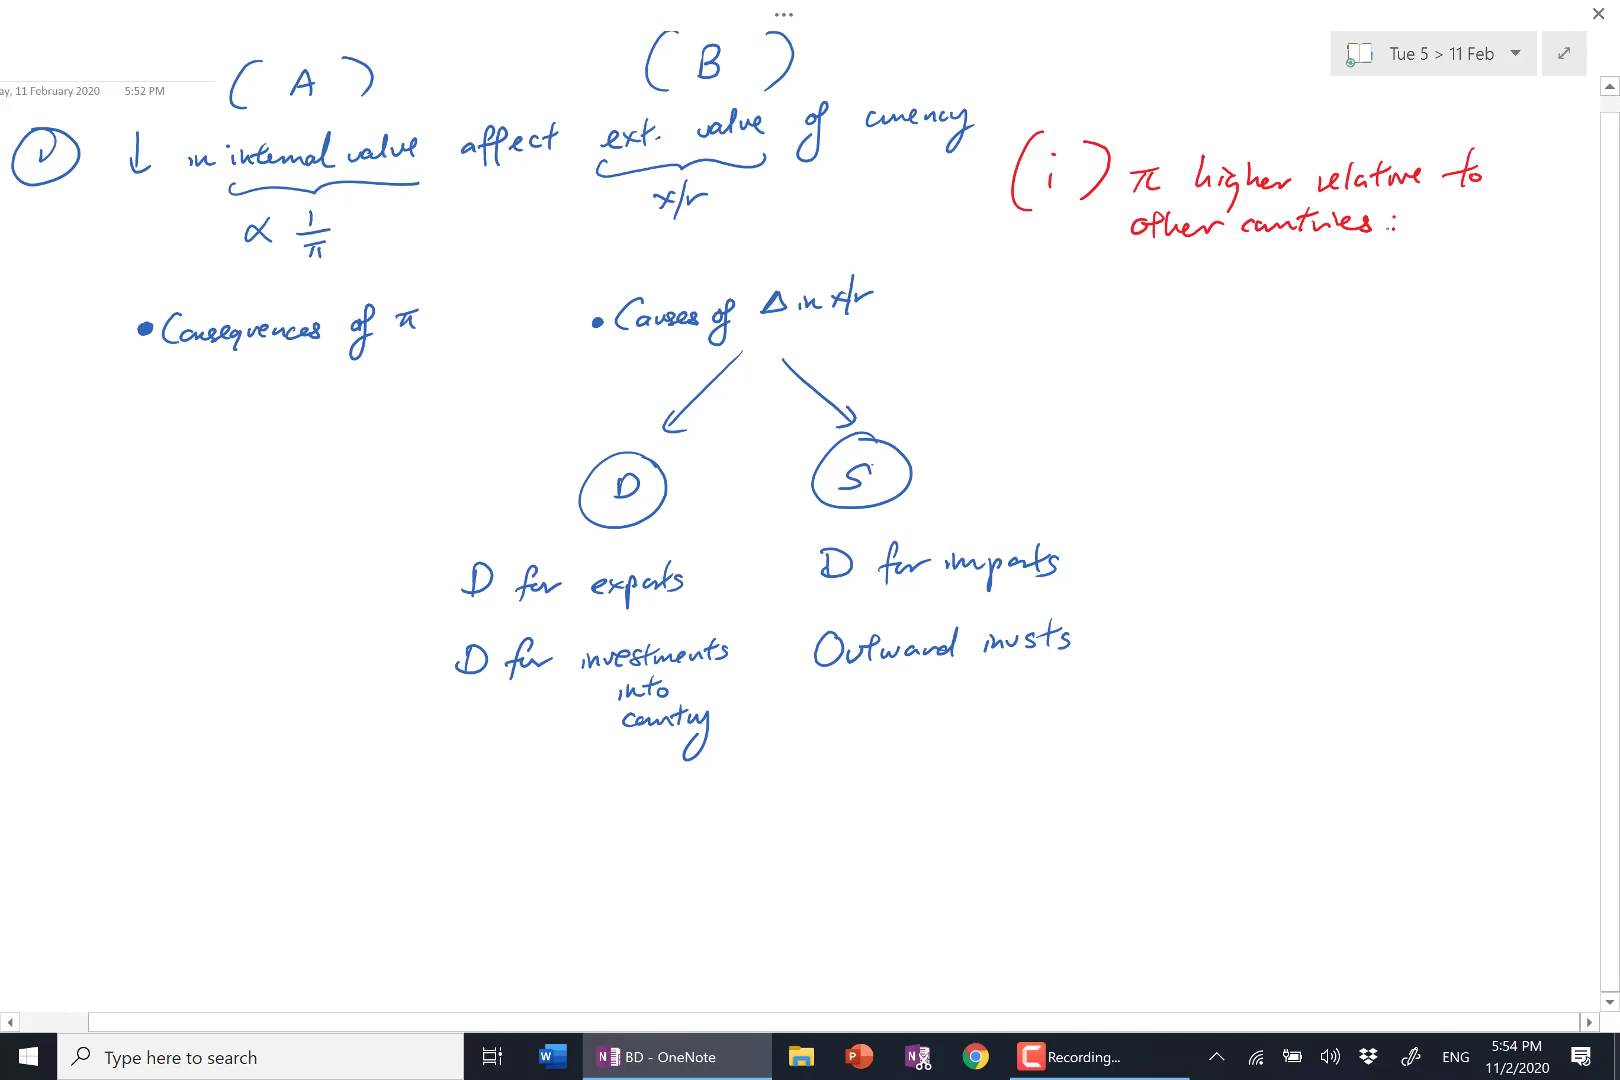 ...
Tue 5 > 11 Feb
ay, 11 February 2020 5:52 PM
(A) (B)
1) ↓ in internal value affect ext. value of currency
∝ 1/π x/r
(i) π higher relative to
other countries :
• Consequences of π • Causes of Δ in x/r
D S
D for exports D for imports
D for investments Outward invsts
into
country
Type here to search
BD - OneNote
Recording...
ENG
5:54 PM
11/2/2020